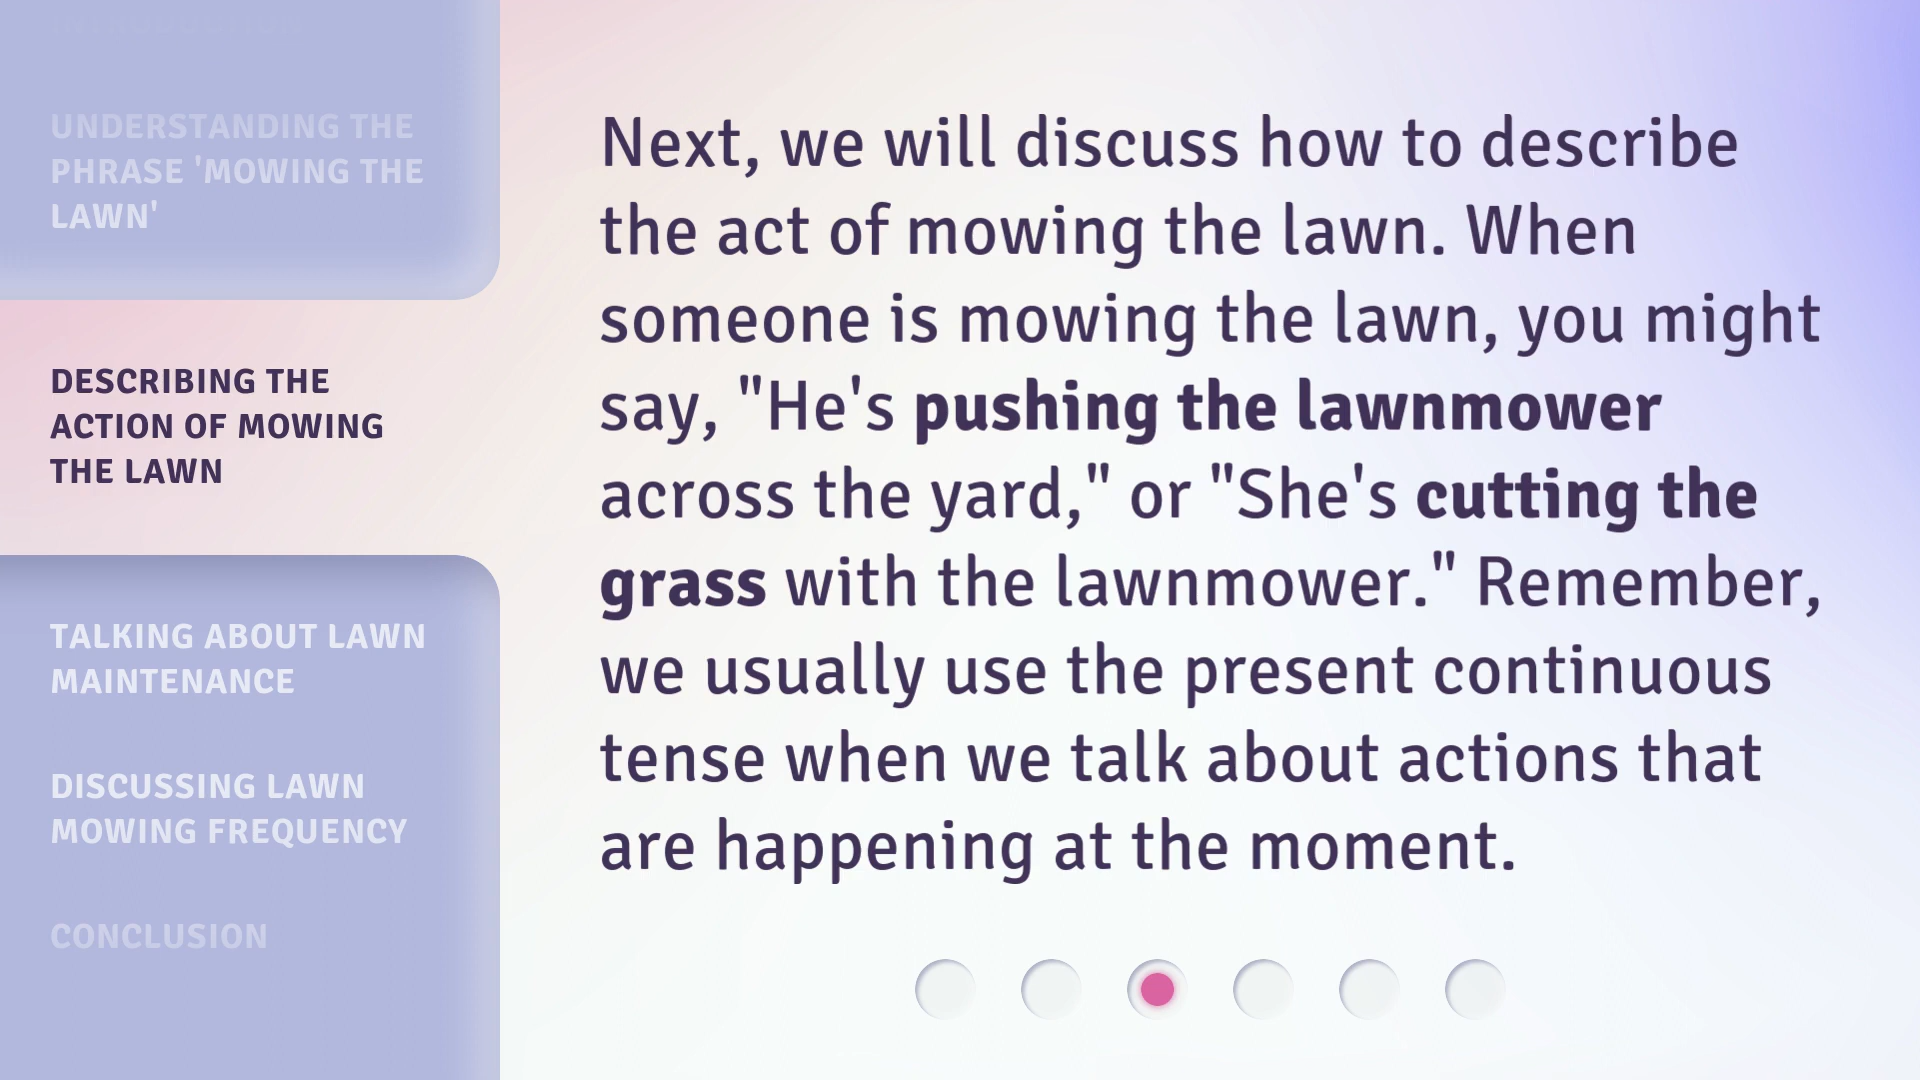 INTRODUCTION
UNDERSTANDING THE
PHRASE 'MOWING THE
LAWN'
DESCRIBING THE
ACTION OF MOWING
THE LAWN
TALKING ABOUT LAWN
MAINTENANCE
DISCUSSING LAWN
MOWING FREQUENCY
CONCLUSION
Next, we will discuss how to describe
the act of mowing the lawn. When
someone is mowing the lawn, you might
say, "He's pushing the lawnmower
across the yard," or "She's cutting the
grass with the lawnmower." Remember,
we usually use the present continuous
tense when we talk about actions that
are happening at the moment.